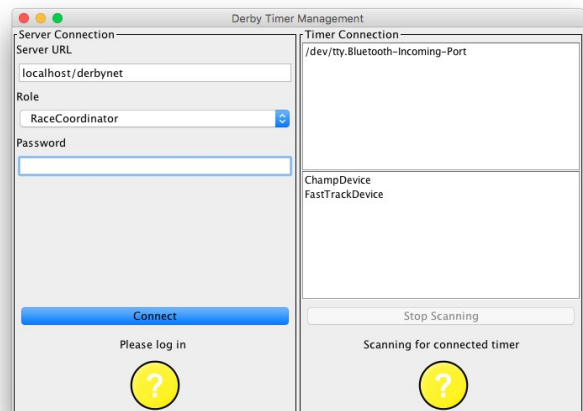 Derby Timer Management
Server Connection
Server URL
localhost/derbynet
Role
RaceCoordinator
Password
Connect
Please log in
?
Timer Connection
/dev/tty.Bluetooth-Incoming-Port
ChampDevice
FastTrackDevice
Stop Scanning
Scanning for connected timer
?